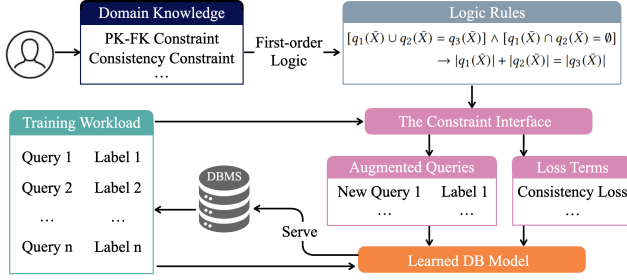 Domain Knowledge
PK-FK Constraint
Consistency Constraint
...
First-order
Logic
Logic Rules
[q₁(X̄) ∪ q₂(X̄) = q₃(X̄)] ∧ [q₁(X̄) ∩ q₂(X̄) = ∅]
→ |q₁(X̄)| + |q₂(X̄)| = |q₃(X̄)|
Training Workload
Query 1 Label 1
Query 2 Label 2
... ...
Query n Label n
The Constraint Interface
DBMS
Augmented Queries
New Query 1 Label 1
... ...
Loss Terms
Consistency Loss
...
Serve
Learned DB Model